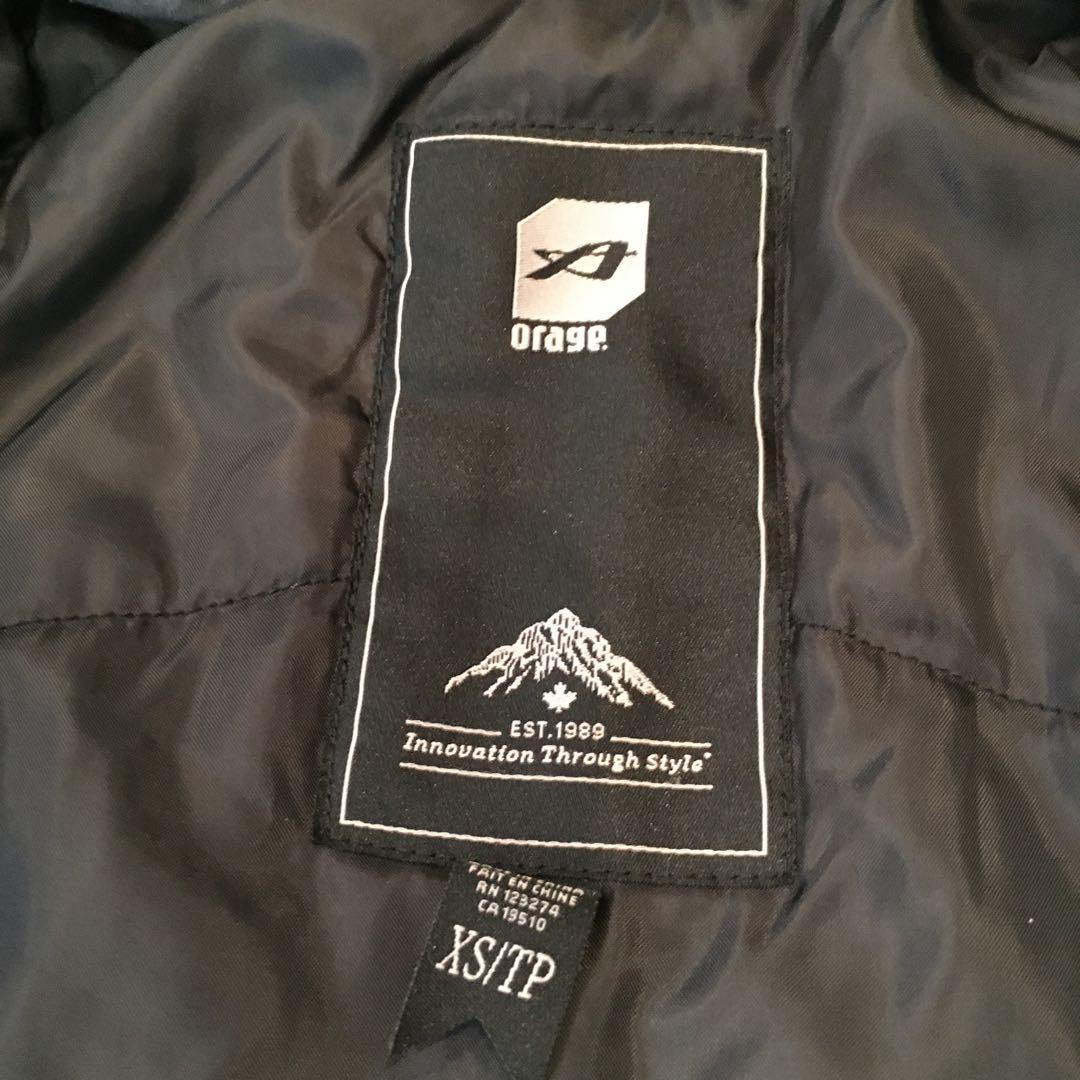 Orage.
EST.1989
Innovation Through Style
FAIT EN CHINE
RN 123274
CA 19510
XS/TP